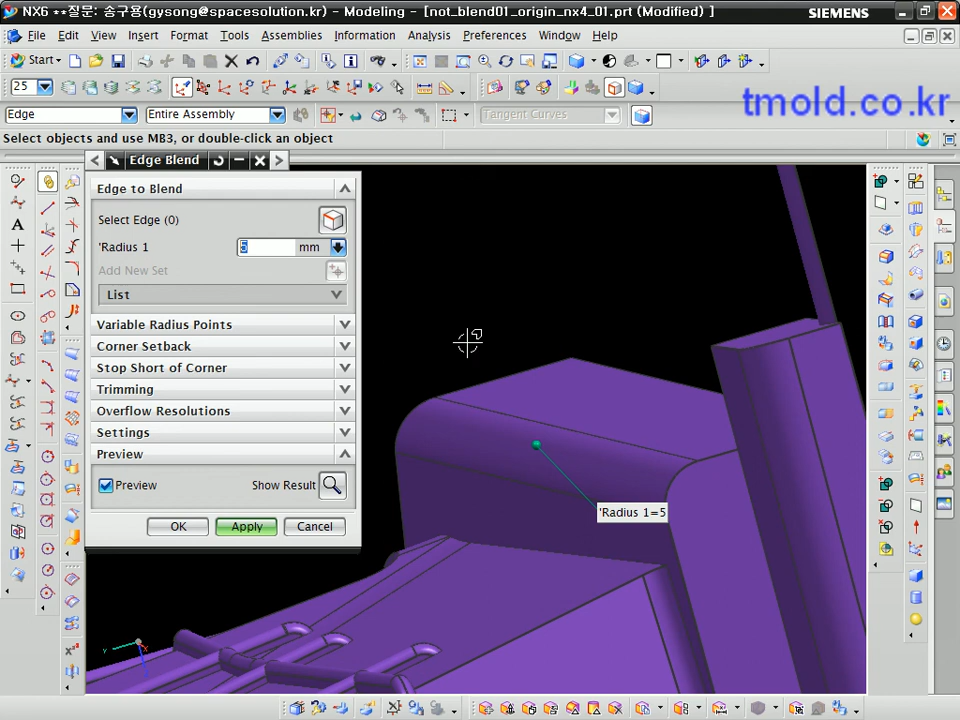 NX6 **질문: 송구용(gysong@spacesolution.kr) - Modeling - [not_blend01_origin_nx4_01.prt (Modified) ]
SIEMENS
File Edit View Insert Format Tools Assemblies Information Analysis Preferences Window Help
Start
25
tmold.co.kr
Edge
Entire Assembly
Tangent Curves
Select objects and use MB3, or double-click an object
Edge Blend
Edge to Blend
Select Edge (0)
'Radius 1
5
mm
Add New Set
List
Variable Radius Points
Corner Setback
Stop Short of Corner
Trimming
Overflow Resolutions
Settings
Preview
Preview
Show Result
OK
Apply
Cancel
'Radius 1=5